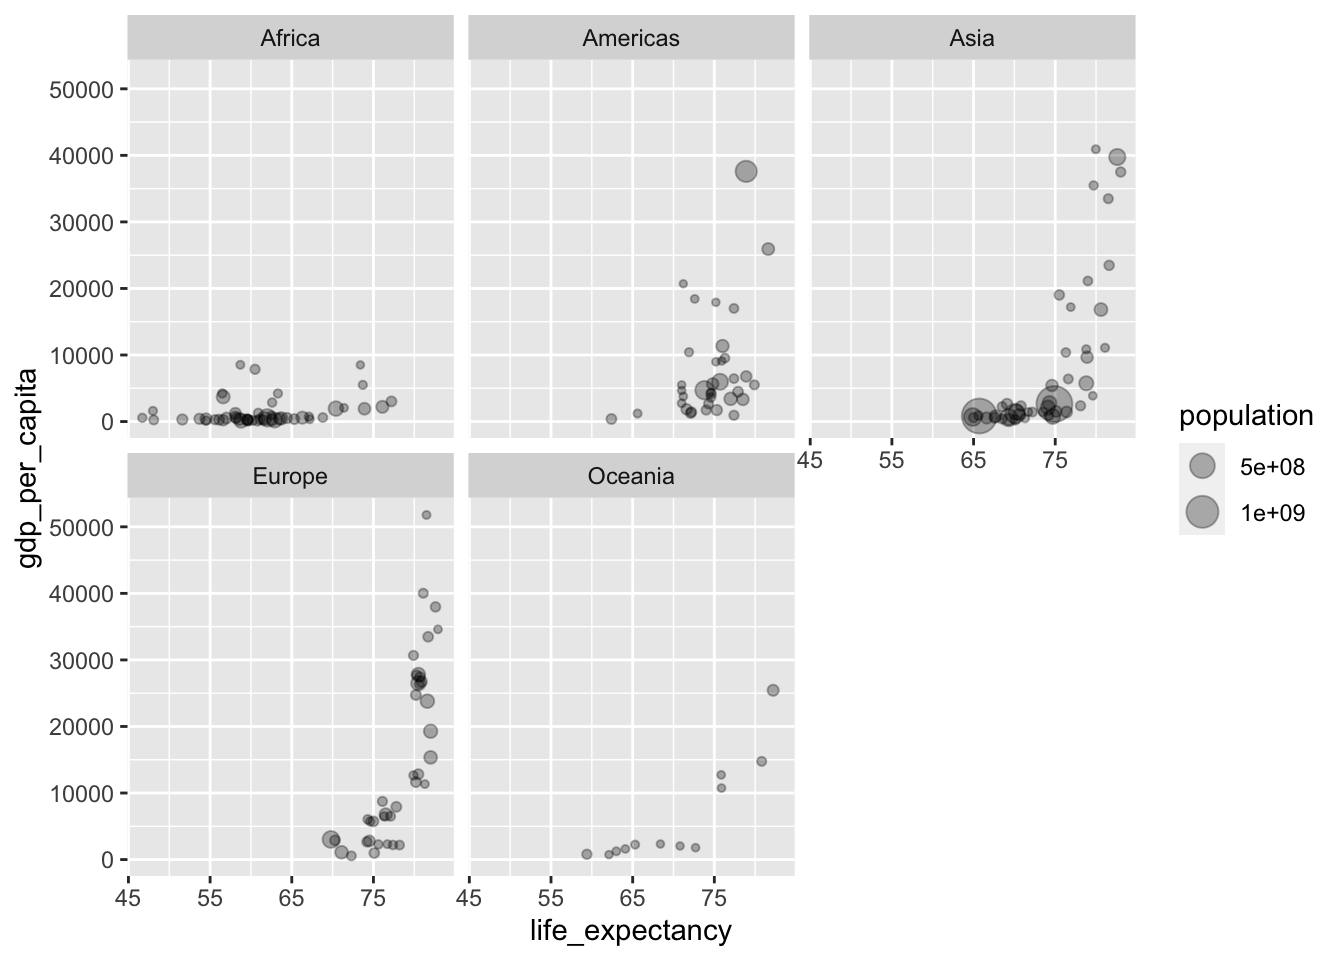 Africa
Americas
Asia
50000
40000
30000
20000
10000
0
45 55 65 75
Europe
Oceania
50000
40000
30000
20000
10000
0
45 55 65 75
45 55 65 75
life_expectancy
gdp_per_capita
population
5e+08
1e+09